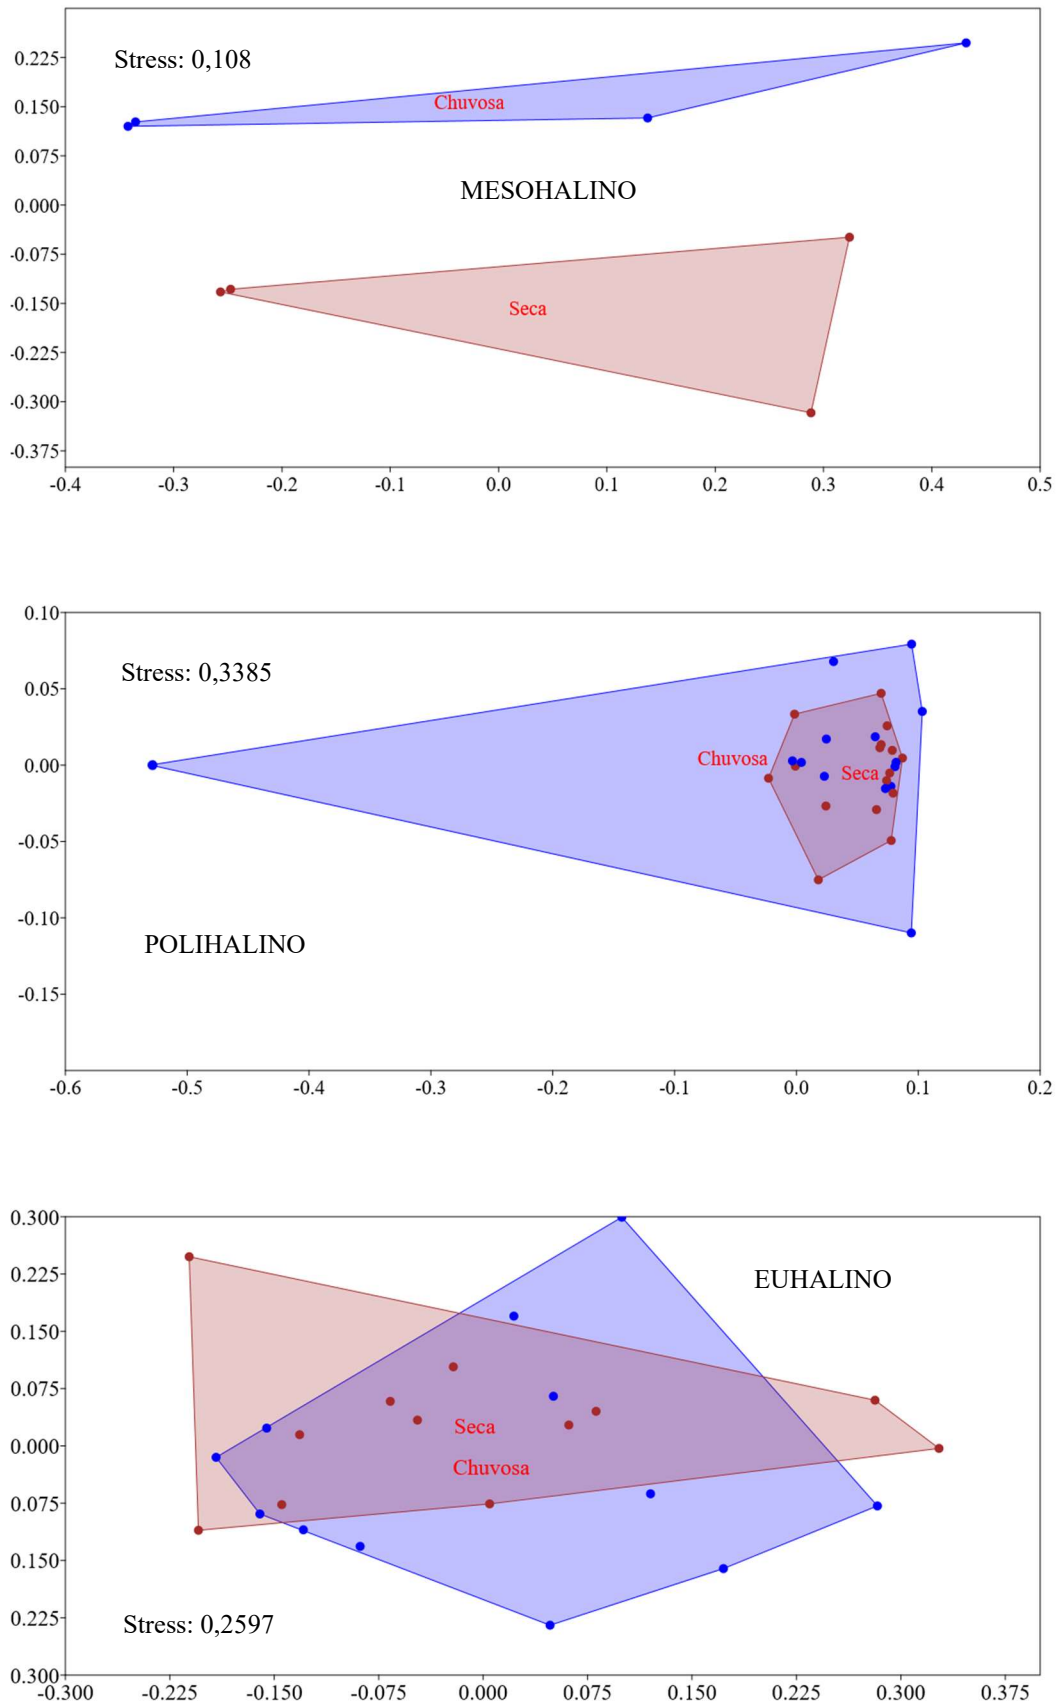 0.225
Stress: 0,108
0.150
Chuvosa
0.075
MESOHALINO
0.000
-0.075
-0.150
Seca
-0.225
-0.300
-0.375
-0.4 -0.3 -0.2 -0.1 0.0 0.1 0.2 0.3 0.4 0.5
0.10
Stress: 0,3385
0.05
0.00
Chuvosa
Seca
-0.05
-0.10
POLIHALINO
-0.15
-0.6 -0.5 -0.4 -0.3 -0.2 -0.1 0.0 0.1 0.2
0.300
0.225
EUHALINO
0.150
0.075
Seca
0.000
Chuvosa
0.075
0.150
0.225
Stress: 0,2597
0.300
-0.300 -0.225 -0.150 -0.075 0.000 0.075 0.150 0.225 0.300 0.375